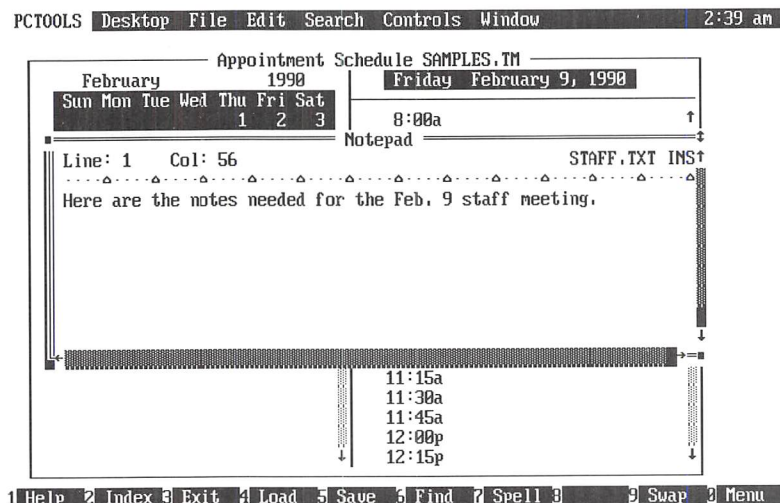 PCTOOLS Desktop File Edit Search Controls Window 2:39 am
Appointment Schedule SAMPLES.TM
February 1990
Friday February 9, 1990
Sun Mon Tue Wed Thu Fri Sat
1 2 3
8:00a
Notepad
Line: 1 Col: 56 STAFF.TXT INS
Here are the notes needed for the Feb. 9 staff meeting.
11:15a
11:30a
11:45a
12:00p
12:15p
1 Help 2 Index 3 Exit 4 Load 5 Save 6 Find 7 Spell 8 9 Swap 0 Menu